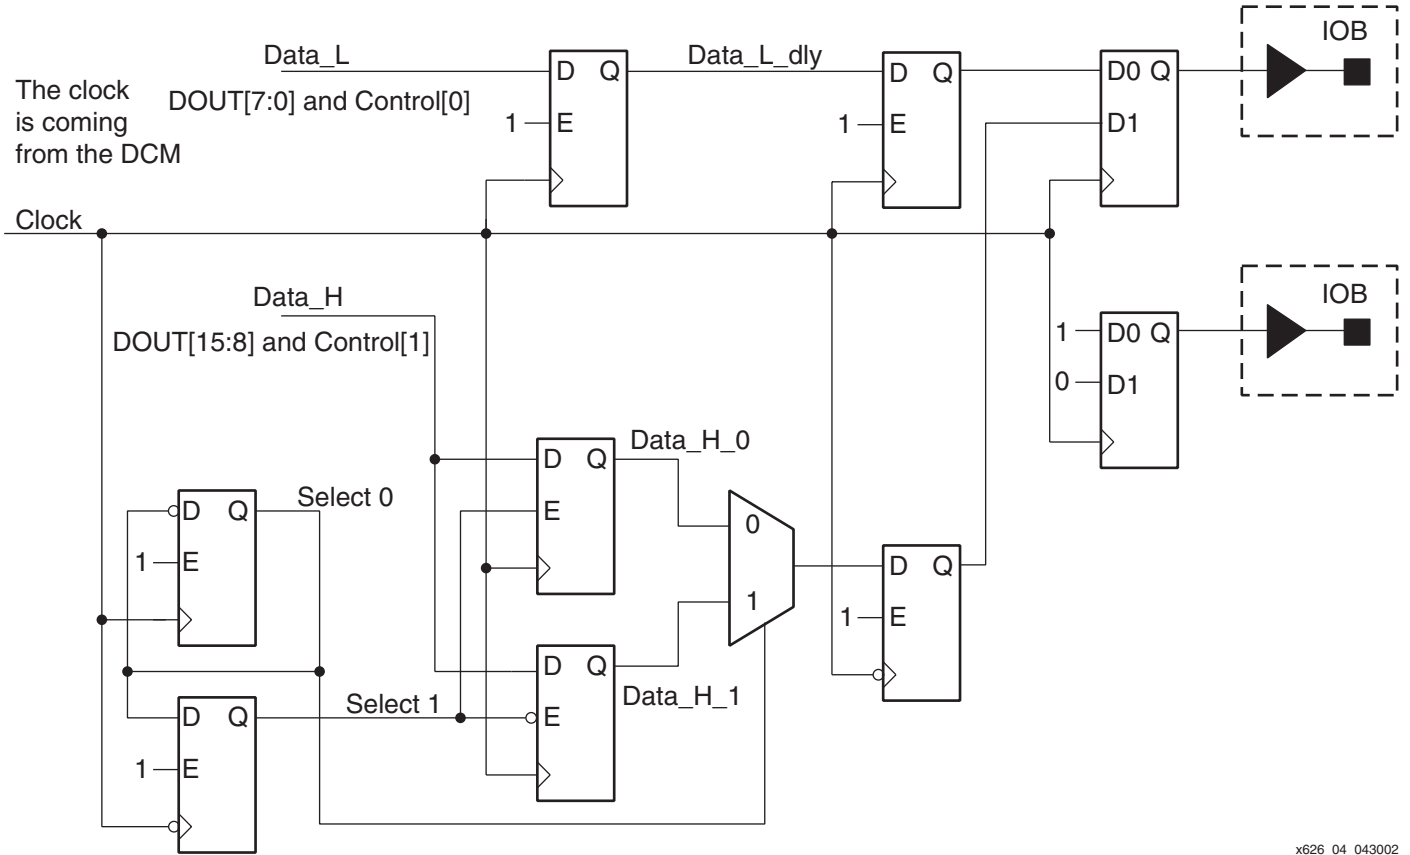 IOB
Data_L
D Q
Data_L_dly
D Q
D0 Q
The clock
is coming
from the DCM
DOUT[7:0] and Control[0]
1 E
1 E
D1
Clock
Data_H
DOUT[15:8] and Control[1]
IOB
1 D0 Q
0 D1
Data_H_0
D Q
Select 0
D Q
E
0
1 E
D Q
1
1 E
D Q
Data_H_1
Select 1
E
D Q
1 E
x626_04_043002